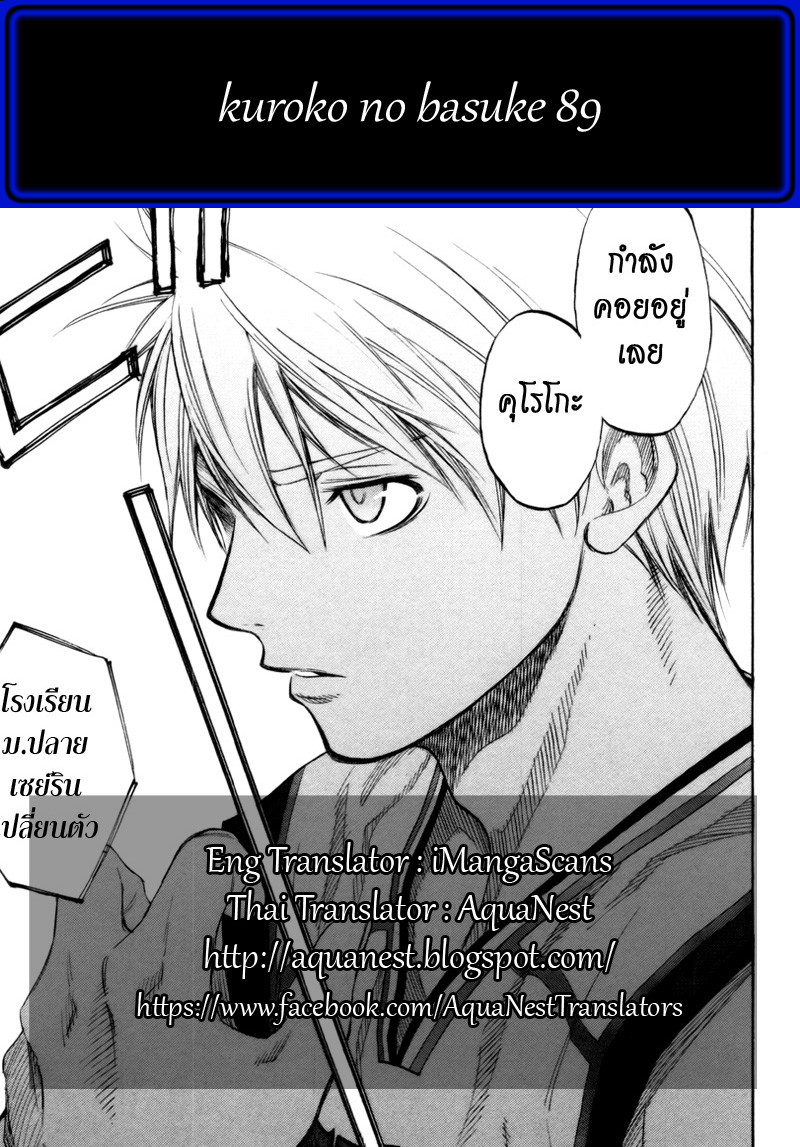 kuroko no basuke 89
กำลัง
คอยอยู่
เลย
คุโรโกะ
โรงเรียน
ม.ปลาย
เซย์ริน
เปลี่ยนตัว
Eng Translator : iMangaScans
Thai Translator : AquaNest
http://aquanest.blogspot.com/
https://www.facebook.com/AquaNestTranslators